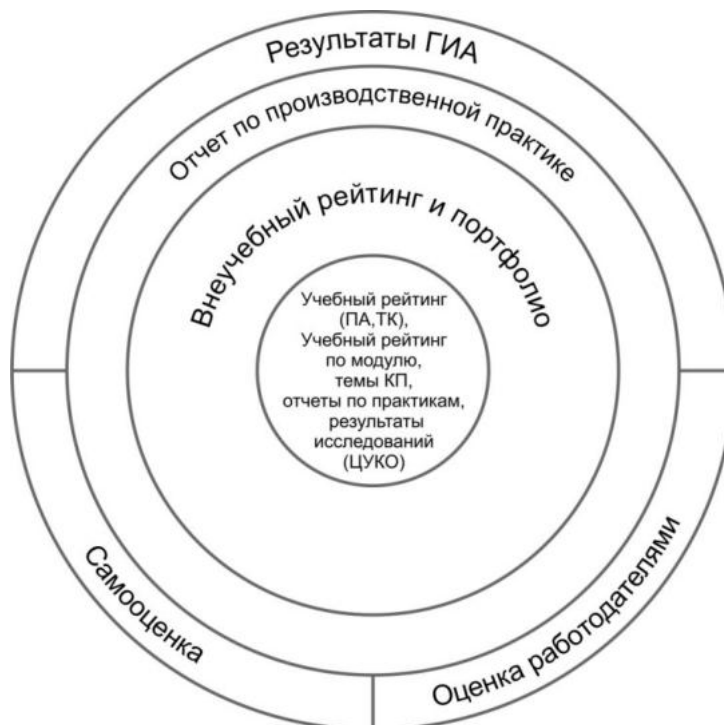 Результаты ГИА
Отчет по производственной практике
Внеучебный рейтинг и портфолио
Учебный рейтинг
(ПА,ТК),
Учебный рейтинг
по модулю,
темы КП,
отчеты по практикам,
результаты
исследований
(ЦУКО)
Самооценка
Оценка работодателями